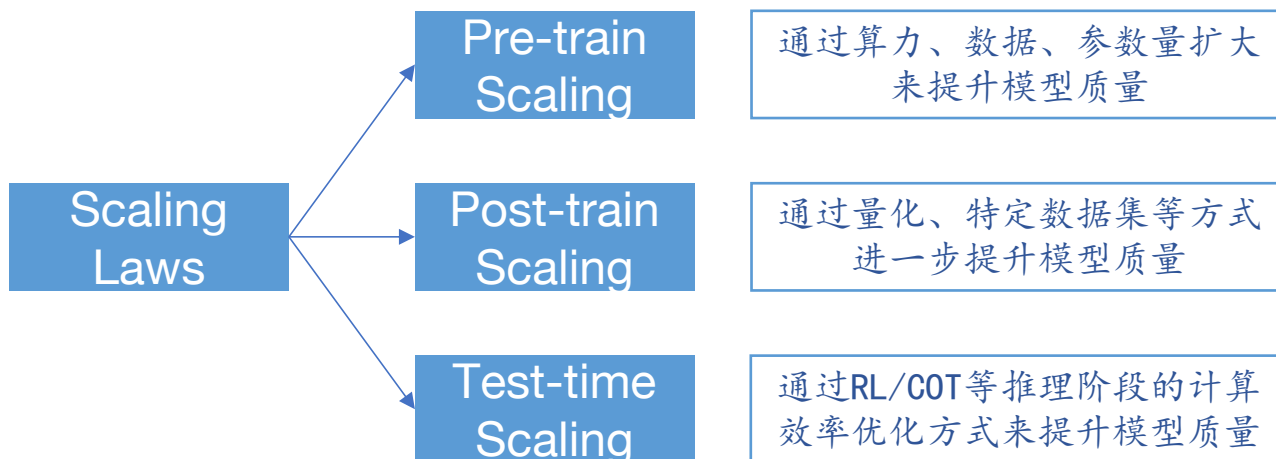 Scaling
Laws
Pre-train
Scaling
通过算力、数据、参数量扩大
来提升模型质量
Post-train
Scaling
通过量化、特定数据集等方式
进一步提升模型质量
Test-time
Scaling
通过RL/COT等推理阶段的计算
效率优化方式来提升模型质量